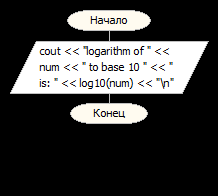 Начало
cout << "logarithm of " <<
num << " to base 10 " << "
is: " << log10(num) << "\n"
Конец